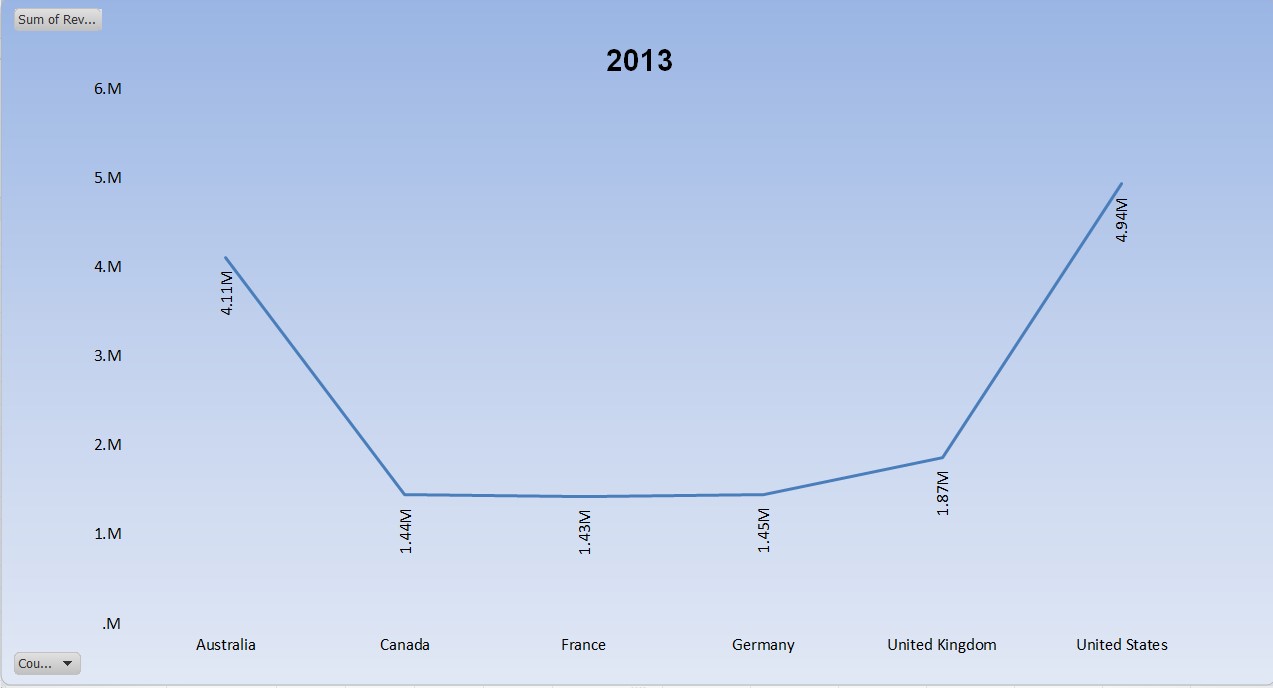 Sum of Rev...
2013
6.M
5.M
4.M
3.M
2.M
1.M
.M
4.11M
1.44M
1.43M
1.45M
1.87M
4.94M
Australia
Canada
France
Germany
United Kingdom
United States
Cou...